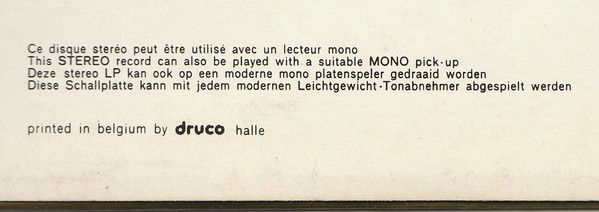 Ce disque steréo peut être utilisé avec un lecteur mono
This STEREO record can also be played with a suitable MONO pick-up
Deze stereo LP kan ook op een moderne mono platenspeler gedraaid worden
Diese Schallplatte kann mit jedem modernen Leichtgewicht-Tonabnehmer abgespielt werden
printed in belgium by druco halle